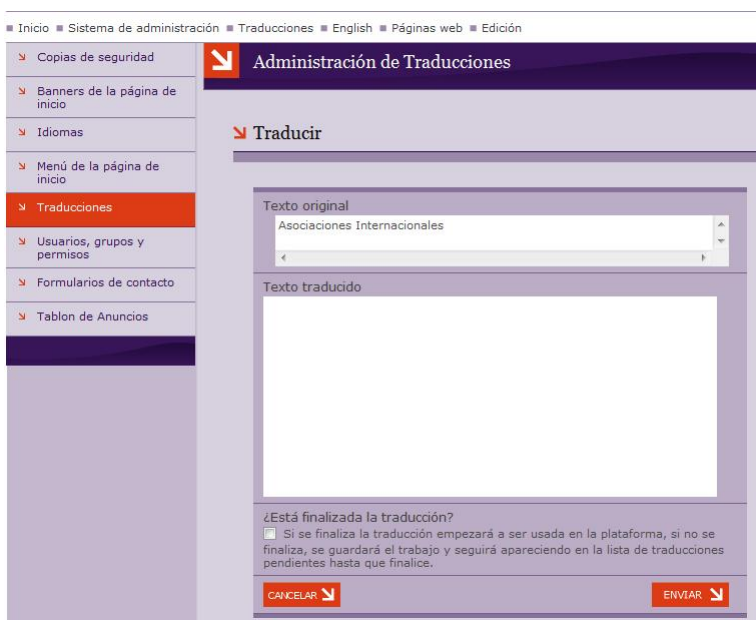 Inicio Sistema de administración Traducciones English Páginas web Edición
Copias de seguridad
Banners de la página de
inicio
Idiomas
Menú de la página de
inicio
Traducciones
Usuarios, grupos y
permisos
Formularios de contacto
Tablon de Anuncios
Administración de Traducciones
Traducir
Texto original
Asociaciones Internacionales
Texto traducido
¿Está finalizada la traducción?
Si se finaliza la traducción empezará a ser usada en la plataforma, si no se
finaliza, se guardará el trabajo y seguirá apareciendo en la lista de traducciones
pendientes hasta que finalice.
CANCELAR
ENVIAR